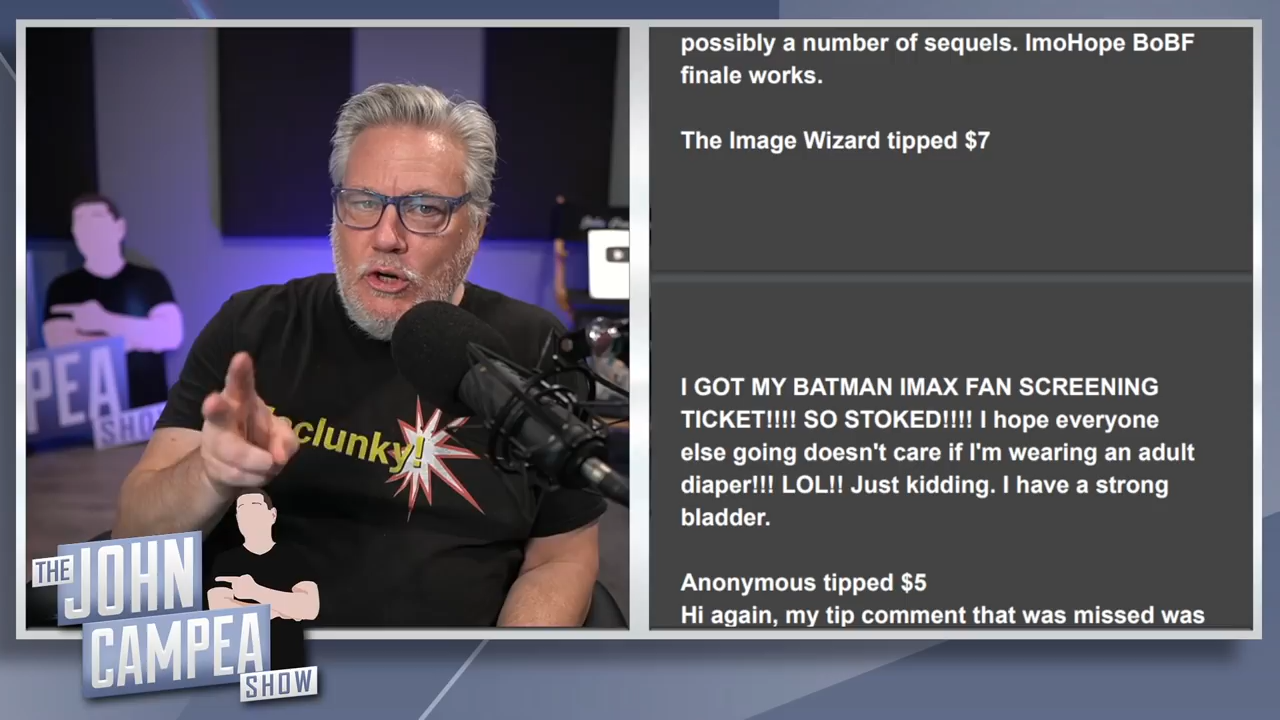 possibly a number of sequels. ImoHope BoBF
finale works.
The Image Wizard tipped $7
I GOT MY BATMAN IMAX FAN SCREENING
TICKET!!!! SO STOKED!!!! I hope everyone
else going doesn't care if I'm wearing an adult
diaper!!! LOL!! Just kidding. I have a strong
bladder.
Anonymous tipped $5
Hi again, my tip comment that was missed was
clunky!
PEA
SHO
THE
JOHN
CAMPEA
SHOW